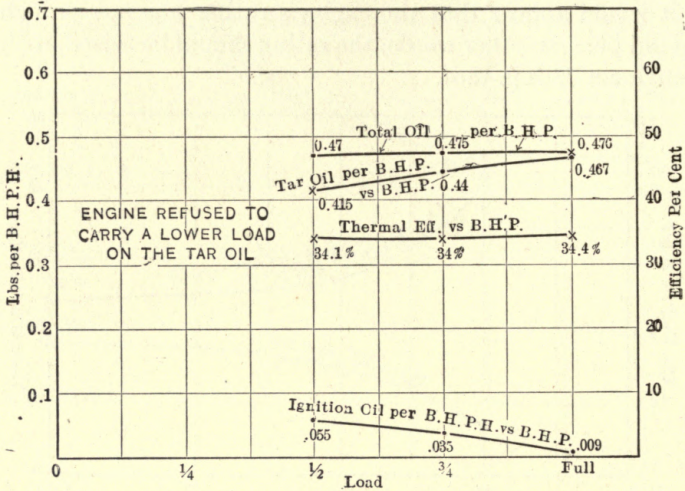 0.7
0.6
0.5
0.4
0.3
0.2
0.1
0
Lbs. per B.H.P.H.
60
50
40
30
20
10
Efficiency Per Cent
0.47
Total Oil
0.475
per B.H.P.
0.476
Tar Oil per B.H.P.
vs B.H.P.
0.415
0.44
0.467
ENGINE REFUSED TO
CARRY A LOWER LOAD
ON THE TAR OIL
Thermal Eff. vs B.H.P.
34.1%
34%
34.4%
Ignition Oil per B.H.P.H. vs B.H.P.
.055
.035
.009
1/4
1/2
3/4
Full
Load